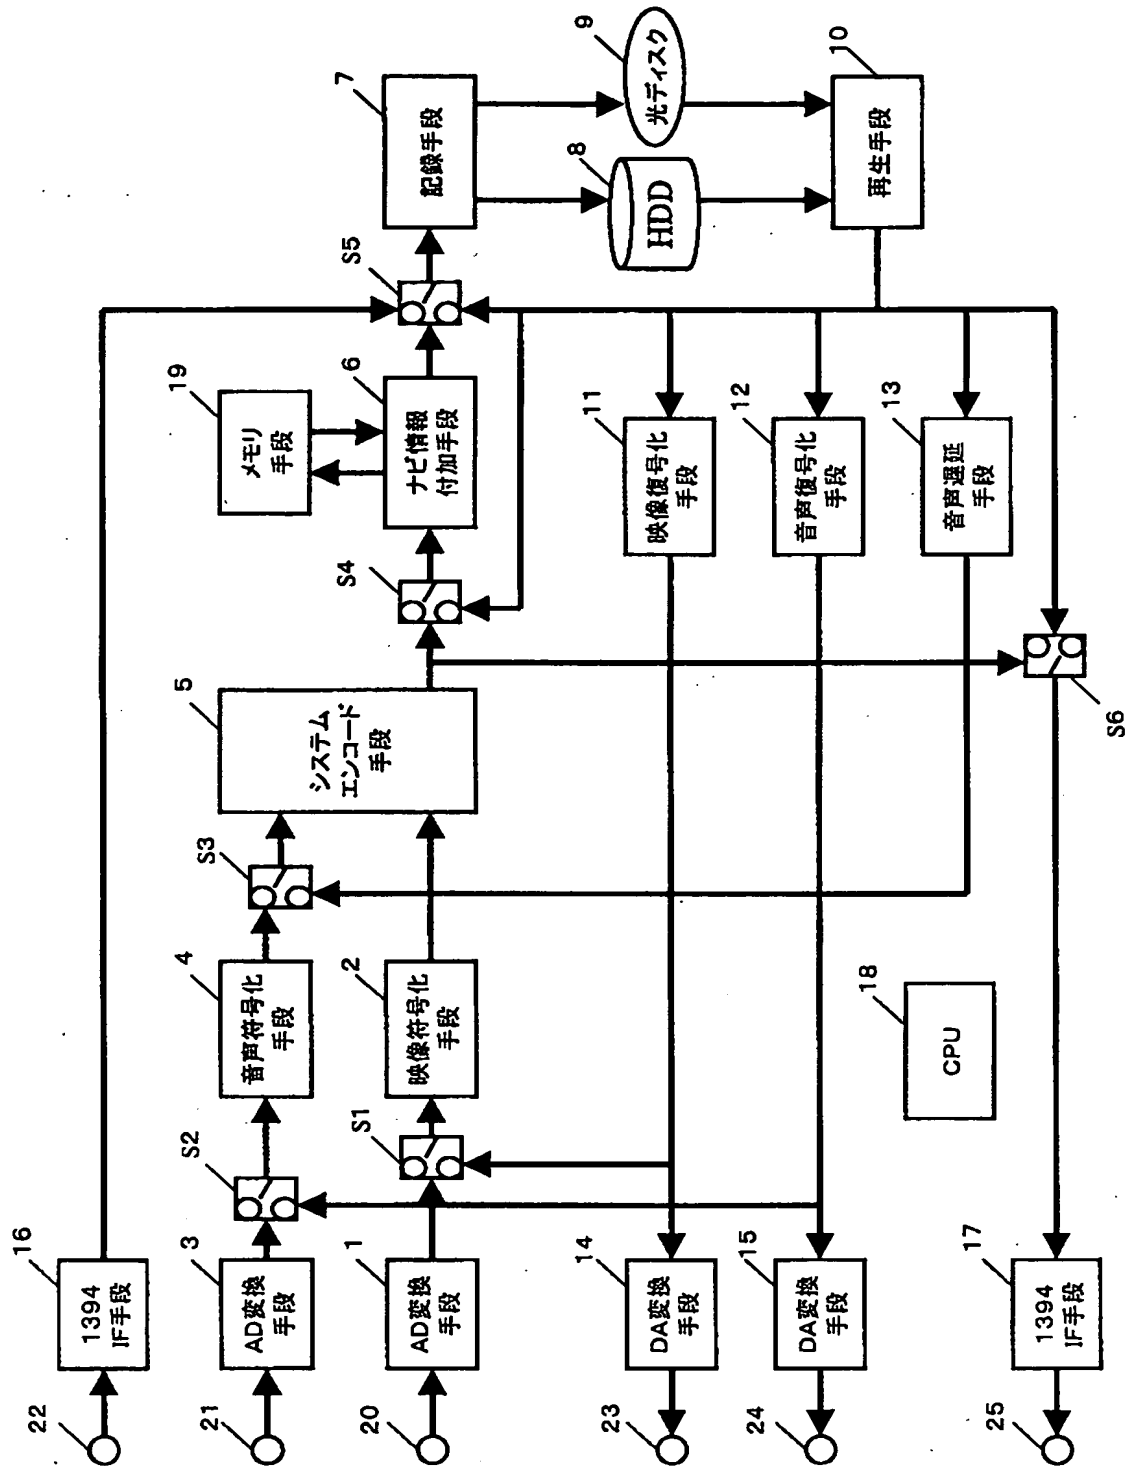 22
1394
IF手段
16
21
AD変換
手段
3
S2
音声符号化
手段
4
S3
20
AD変換
手段
1
S1
映像符号化
手段
2
システム
エンコード
手段
5
S4
メモリ
手段
19
ナビ情報
付加手段
6
S5
記録手段
7
HDD
8
光ディスク
9
再生手段
10
映像復号化
手段
11
音声復号化
手段
12
音声遅延
手段
13
23
DA変換
手段
14
24
DA変換
手段
15
CPU
18
25
1394
IF手段
17
S6